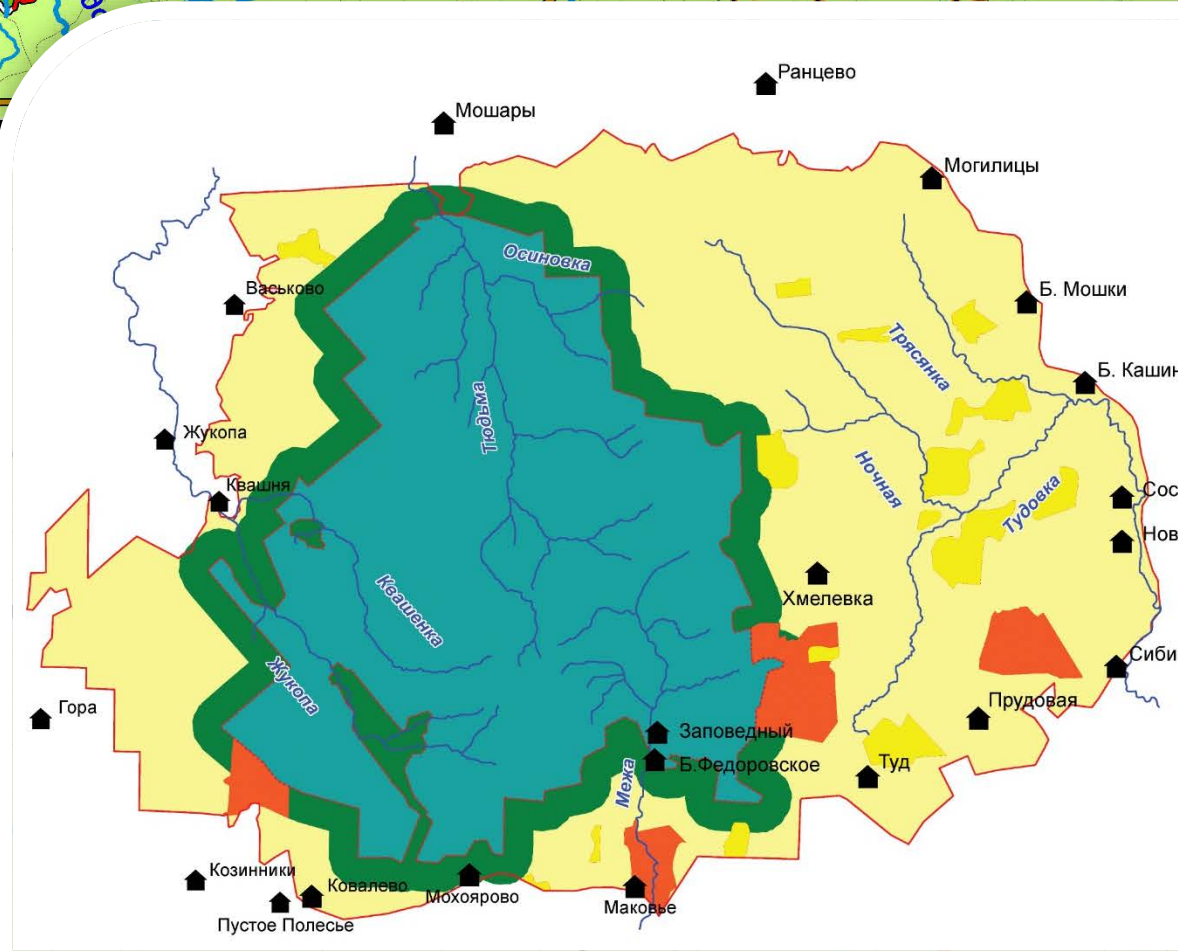 Ранцево
Мошары
Могилицы
Осиновка
Васьково
Б. Мошки
Трясянка
Б. Кашин
Тюдьма
Жукопа
Квашня
Ночная
Тудовка
Сос
Нов
Хмелевка
Квашенка
Сиби
Жукопа
Гора
Прудовая
Заповедный
Б.Федоровское
Туд
Межа
Козинники
Ковалево
Мохоярово
Маковье
Пустое Полесье